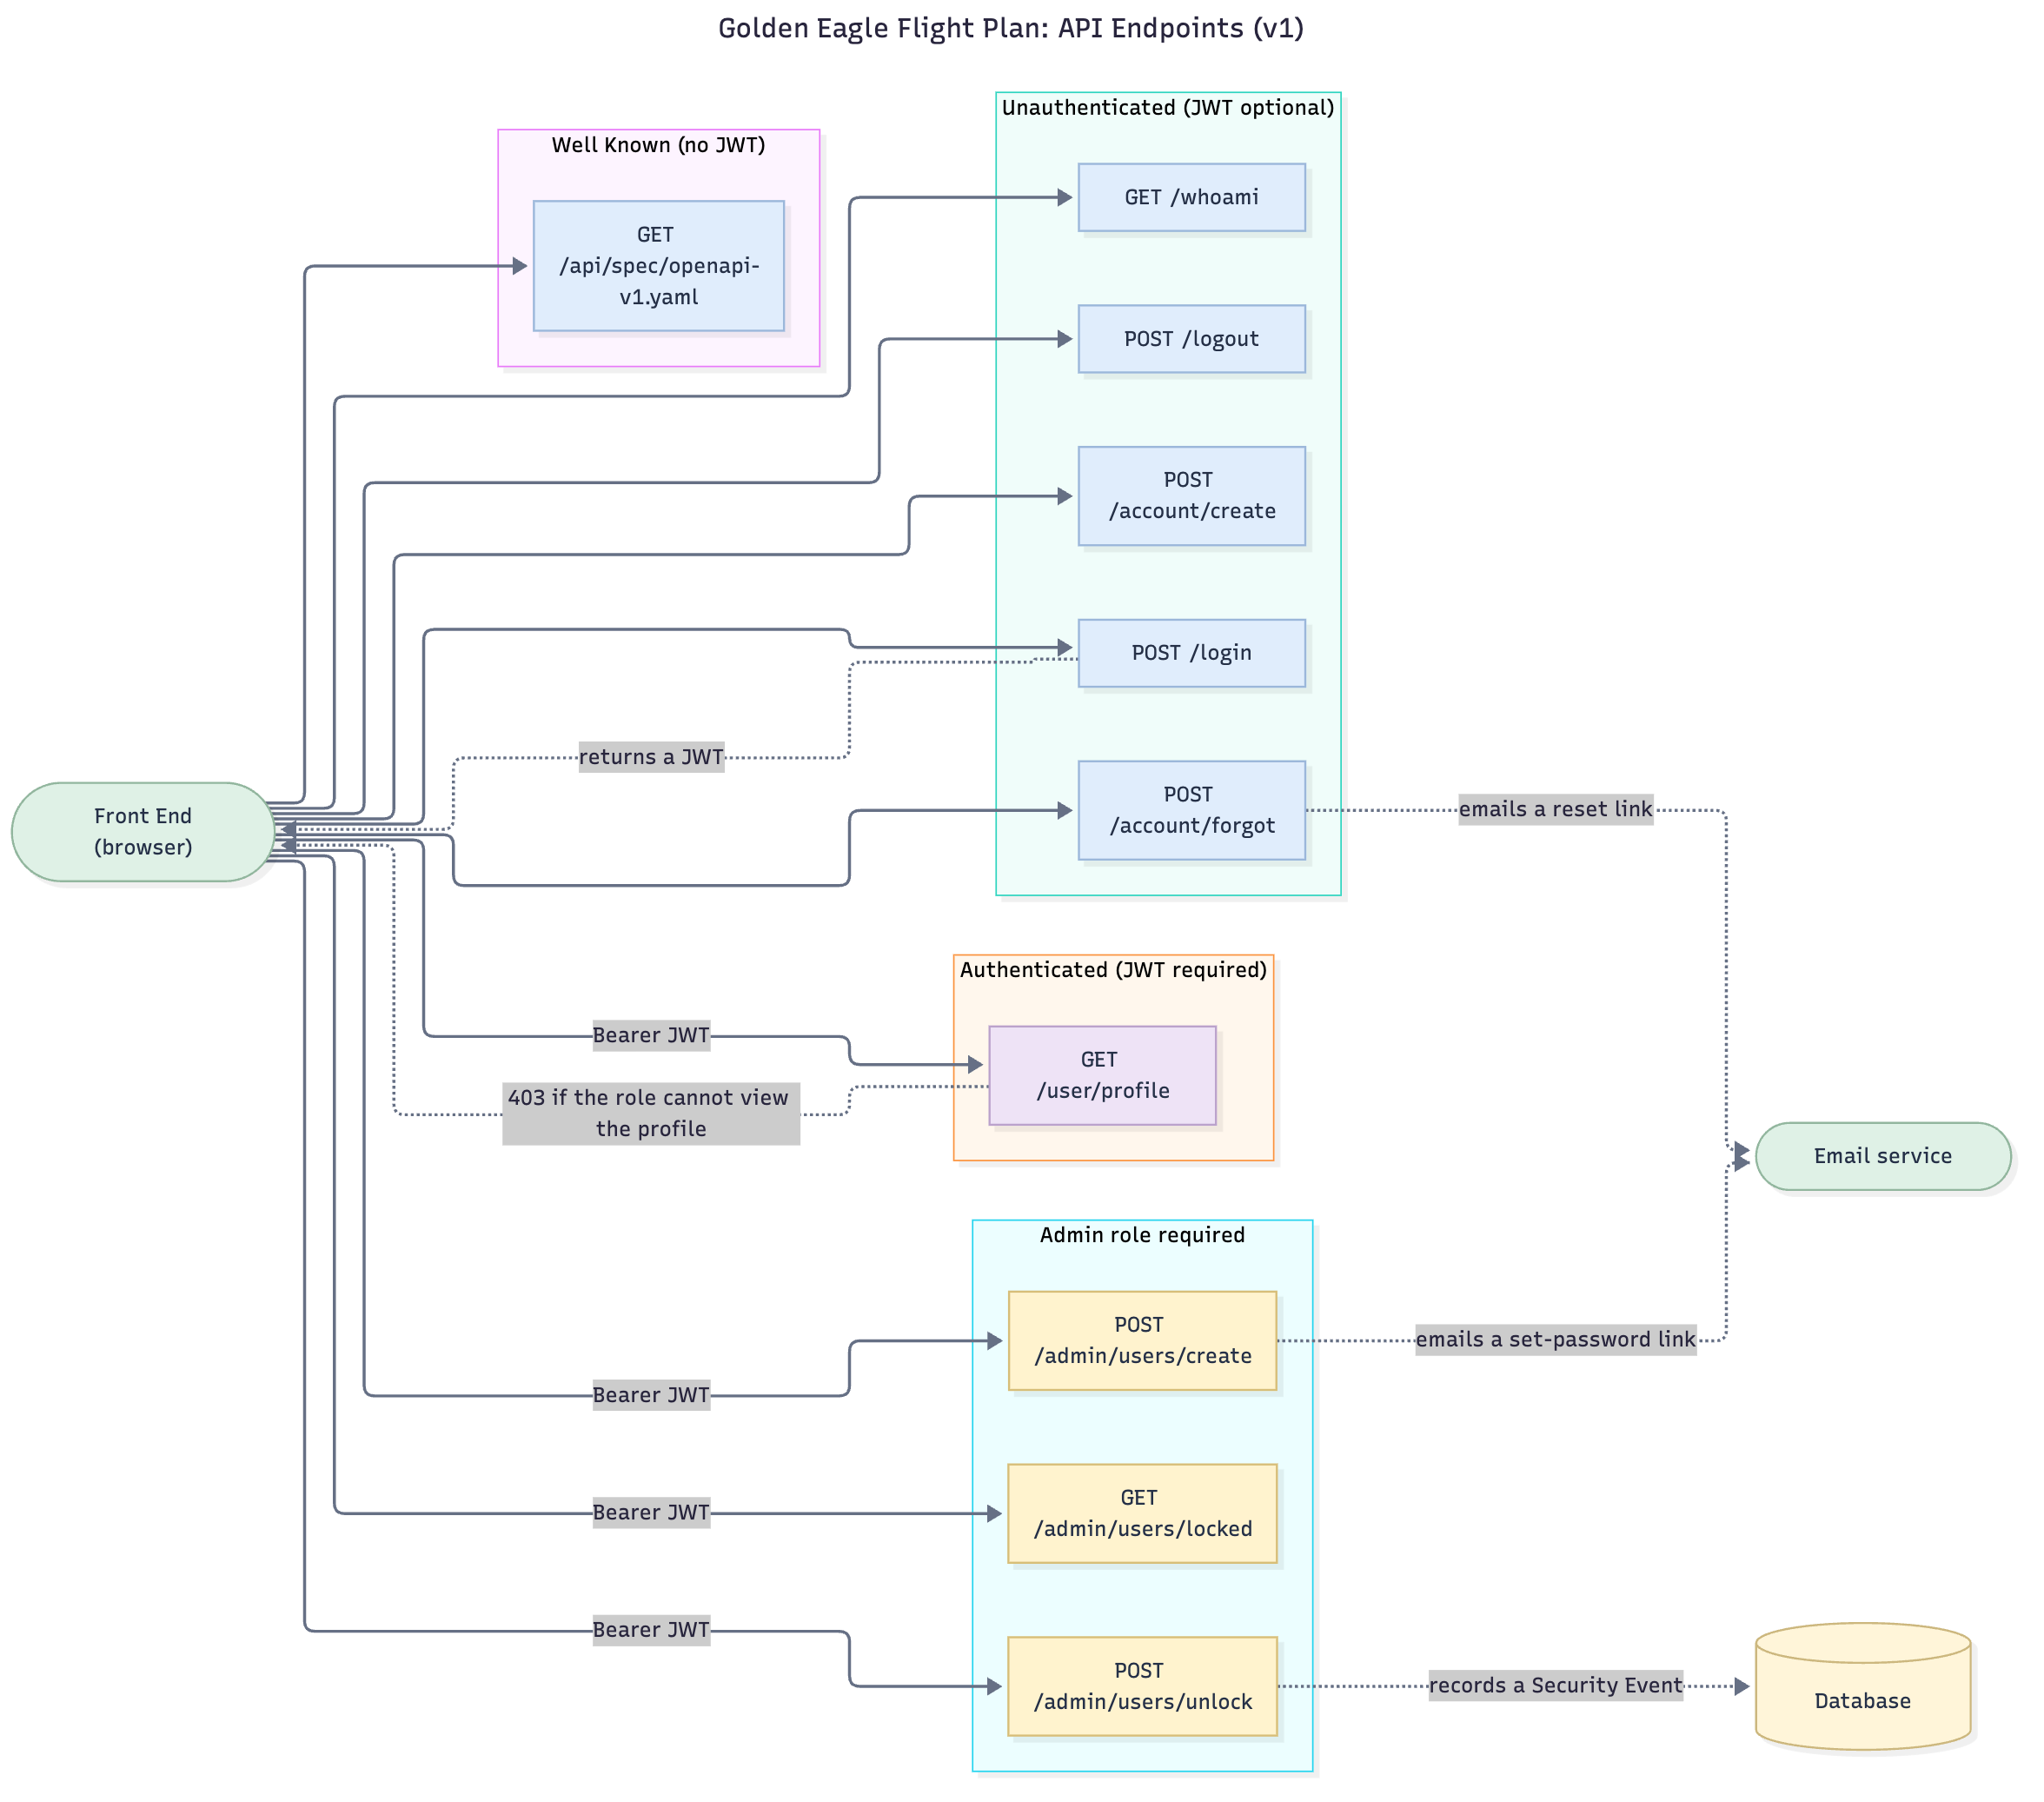 Golden Eagle Flight Plan: API Endpoints (v1)
Unauthenticated (JWT optional)
Well Known (no JWT)
GET /whoami
GET
/api/spec/openapi-
v1.yaml
POST /logout
POST
/account/create
POST /login
returns a JWT
POST
/account/forgot
emails a reset link
Front End
(browser)
Authenticated (JWT required)
Bearer JWT
GET
/user/profile
403 if the role cannot view
the profile
Email service
Admin role required
POST
/admin/users/create
emails a set-password link
Bearer JWT
GET
/admin/users/locked
Bearer JWT
Bearer JWT
POST
/admin/users/unlock
records a Security Event
Database